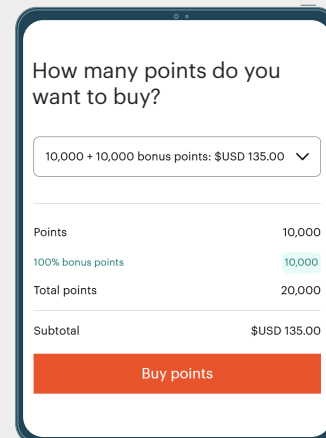 How many points do you
want to buy?
10,000 + 10,000 bonus points: $USD 135.00
Points 10,000
100% bonus points 10,000
Total points 20,000
Subtotal $USD 135.00
Buy points